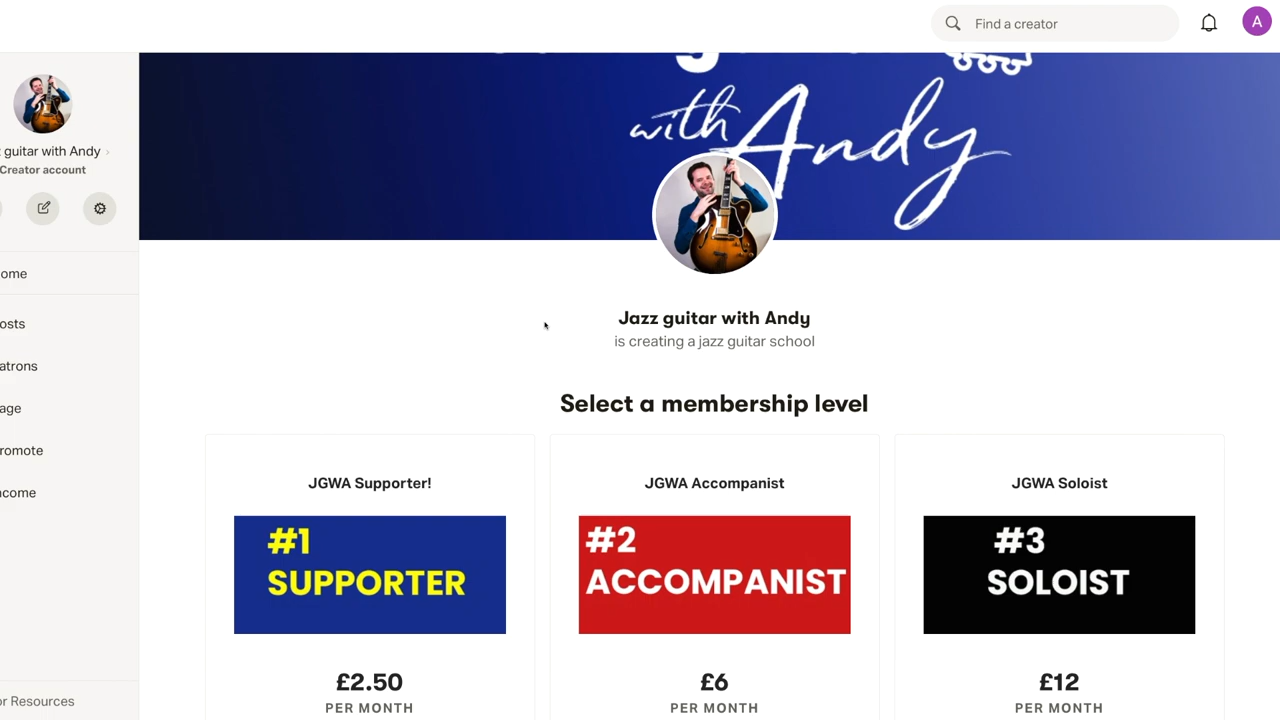 Find a creator
A
with Andy
guitar with Andy
Creator account
ome
osts
atrons
age
romote
ncome
or Resources
Jazz guitar with Andy
is creating a jazz guitar school
Select a membership level
JGWA Supporter!
#1
SUPPORTER
£2.50
PER MONTH
JGWA Accompanist
#2
ACCOMPANIST
£6
PER MONTH
JGWA Soloist
#3
SOLOIST
£12
PER MONTH